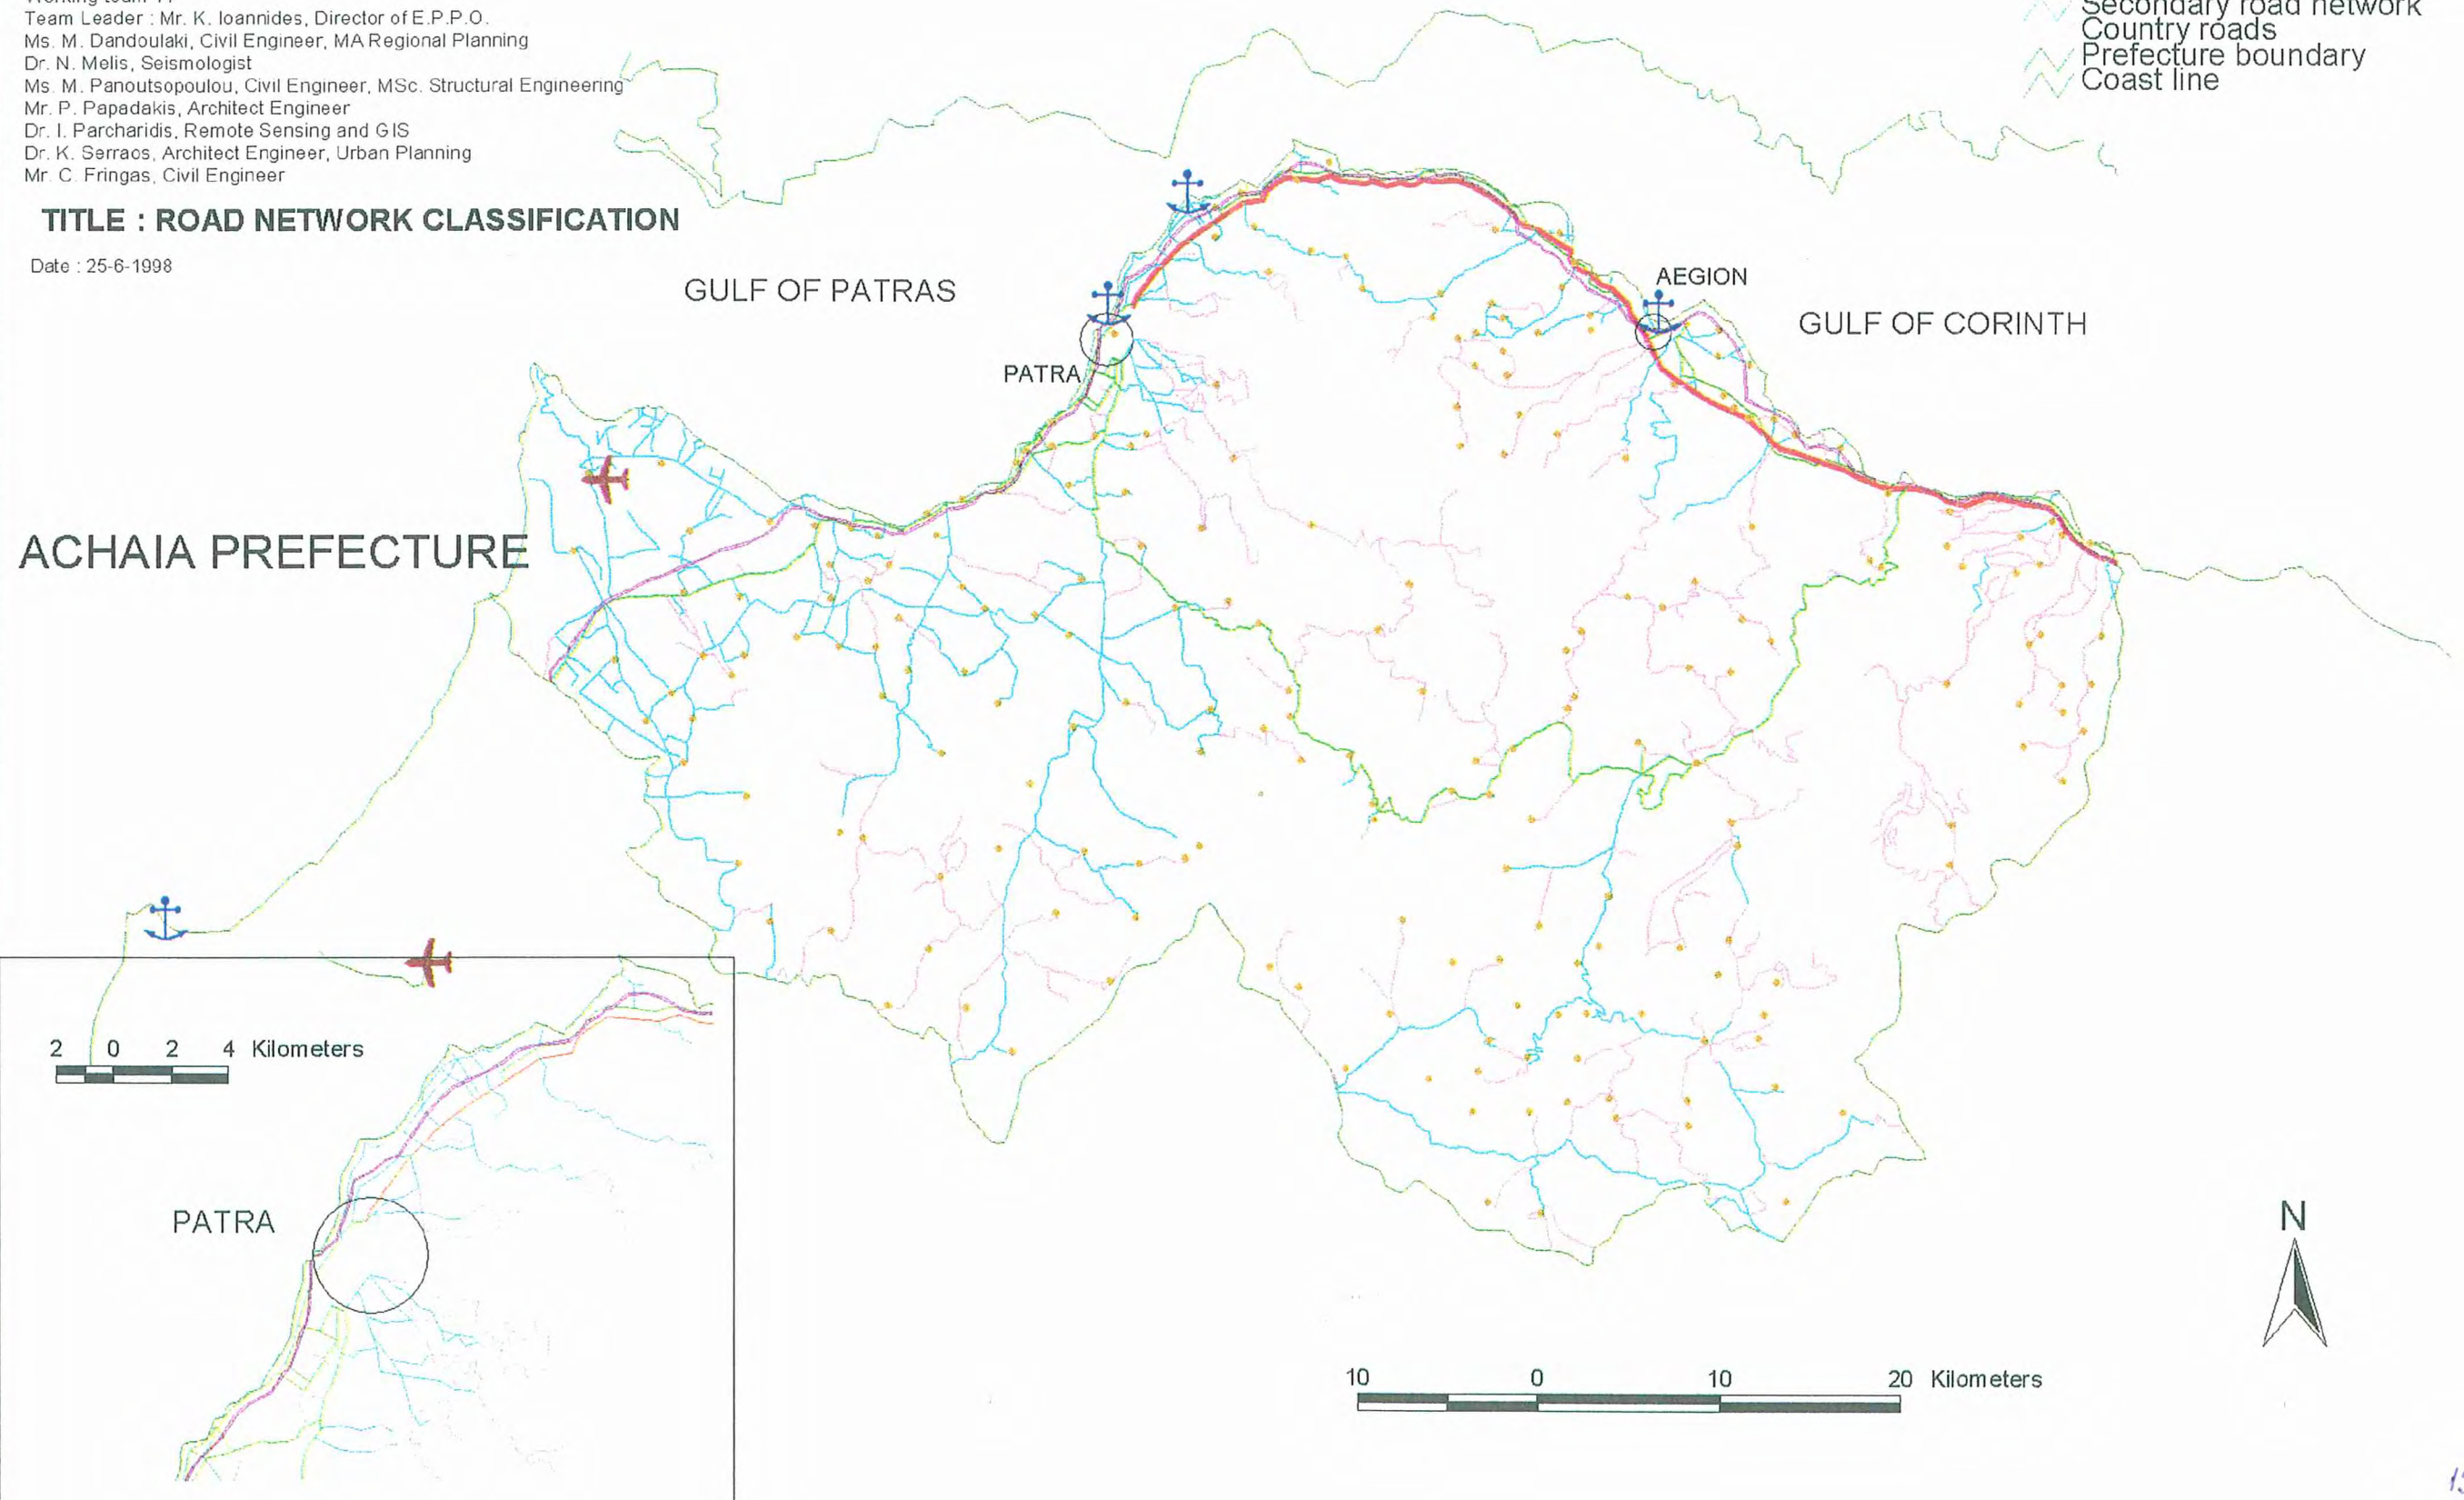 Team Leader : Mr. K. Ioannides, Director of E.P.P.O.
Ms. M. Dandoulaki, Civil Engineer, MA Regional Planning
Dr. N. Melis, Seismologist
Ms. M. Panoutsopoulou, Civil Engineer, MSc. Structural Engineering
Mr. P. Papadakis, Architect Engineer
Dr. I. Parcharidis, Remote Sensing and GIS
Dr. K. Serraos, Architect Engineer, Urban Planning
Mr. C. Fringas, Civil Engineer
TITLE : ROAD NETWORK CLASSIFICATION
Date : 25-6-1998
Secondary road network
Country roads
Prefecture boundary
Coast line
GULF OF PATRAS
AEGION
GULF OF CORINTH
PATRA
ACHAIA PREFECTURE
2 0 2 4 Kilometers
PATRA
N
10 0 10 20 Kilometers